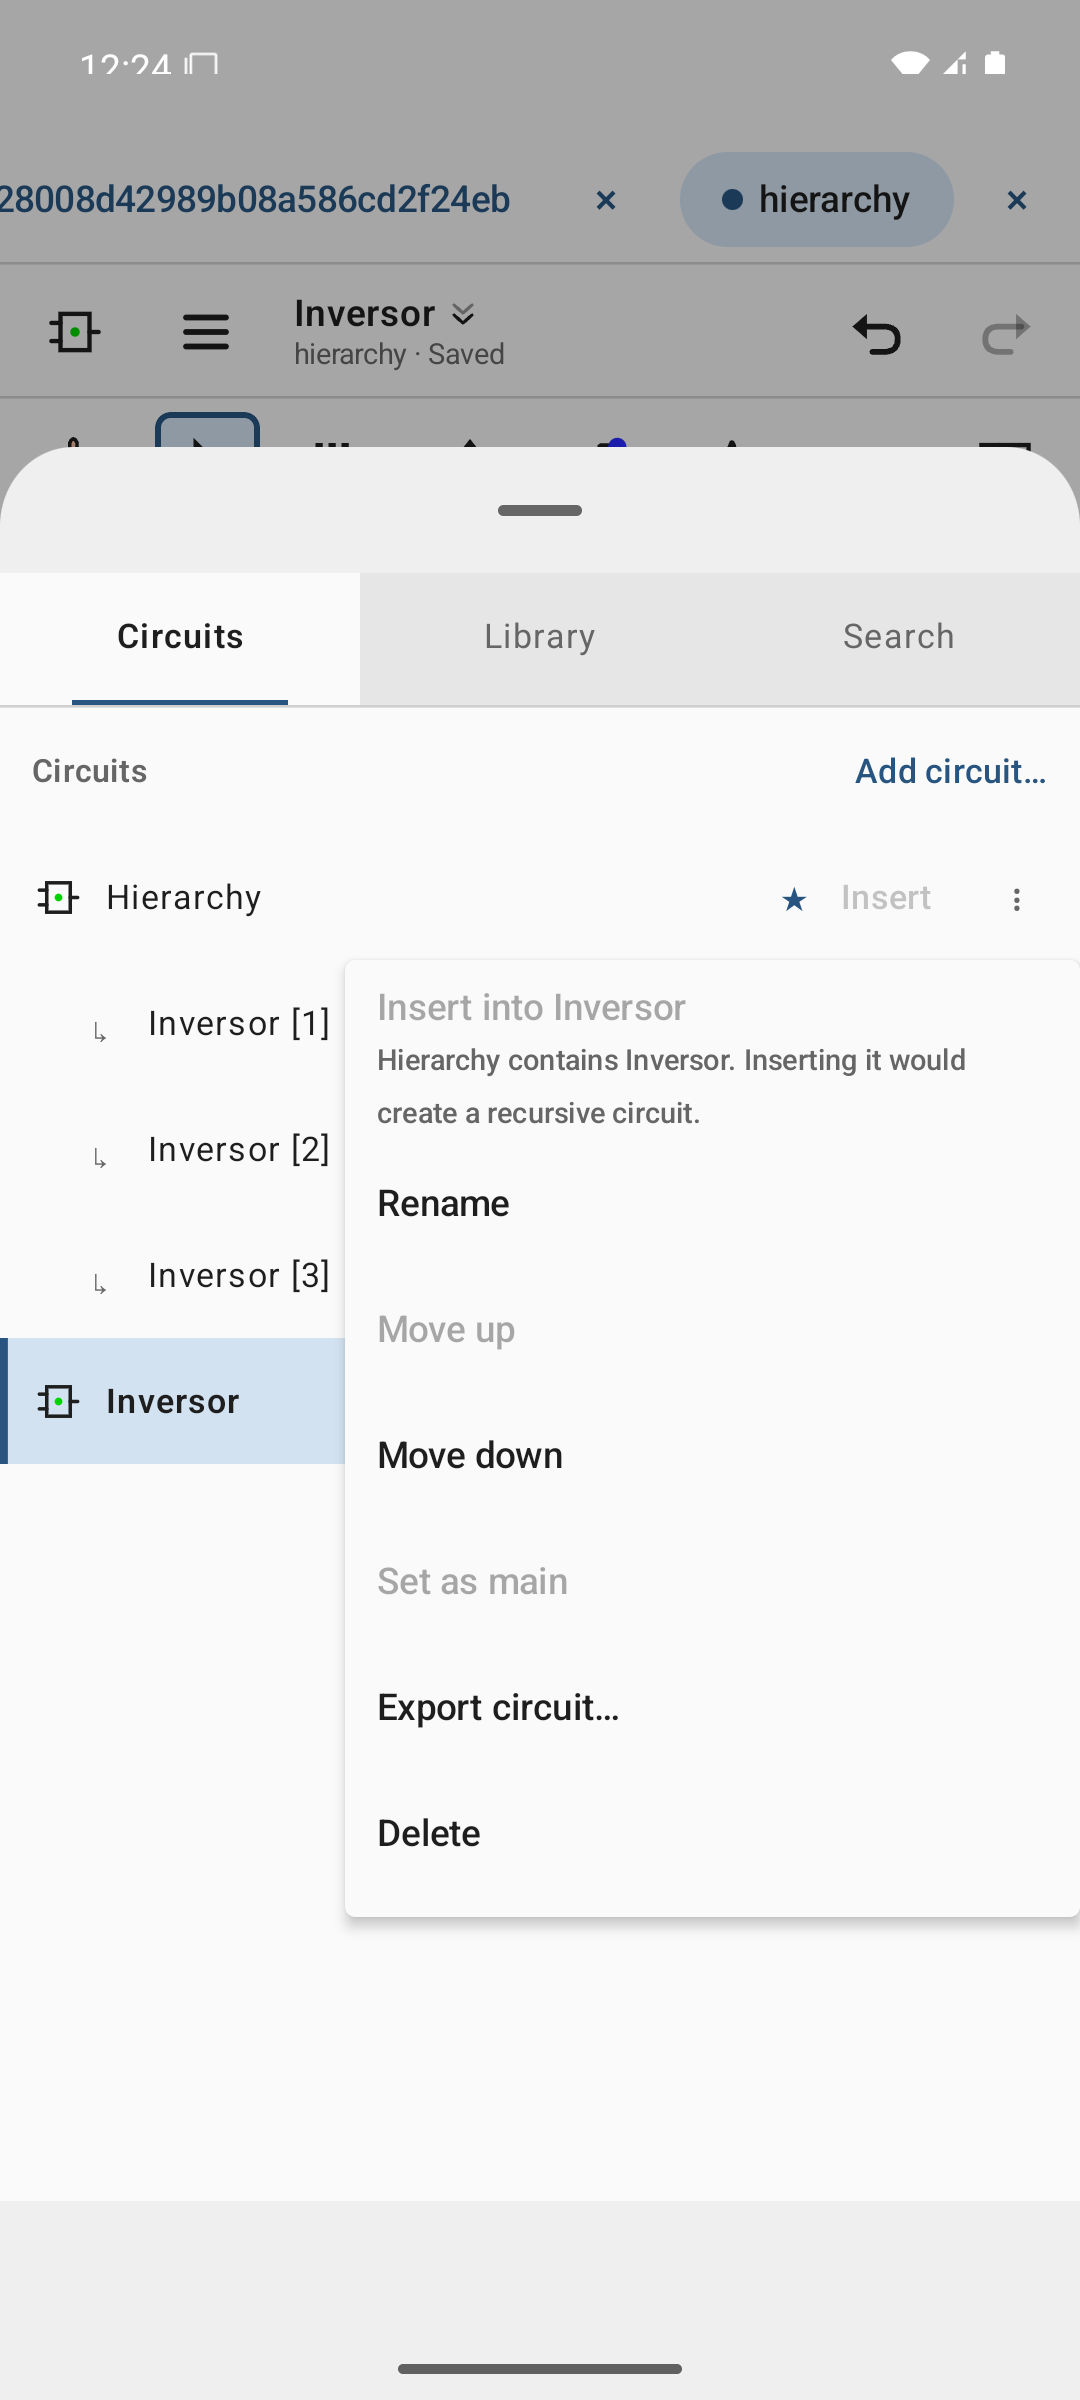 12:24
28008d42989b08a586cd2f24eb
hierarchy
Inversor
hierarchy · Saved
Circuits
Library
Search
Circuits
Add circuit…
Hierarchy
Insert
Inversor [1]
Inversor [2]
Inversor [3]
Inversor
Insert into Inversor
Hierarchy contains Inversor. Inserting it would
create a recursive circuit.
Rename
Move up
Move down
Set as main
Export circuit…
Delete